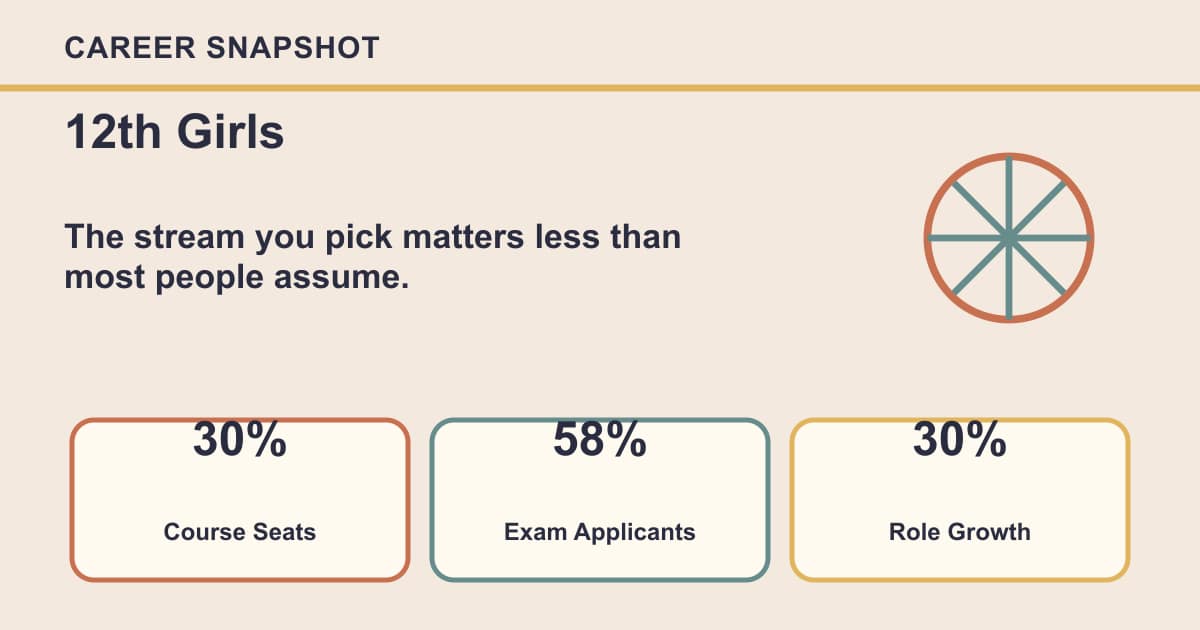 CAREER SNAPSHOT
12th Girls
The stream you pick matters less than
most people assume.
30%
58%
30%
Course Seats
Exam Applicants
Role Growth